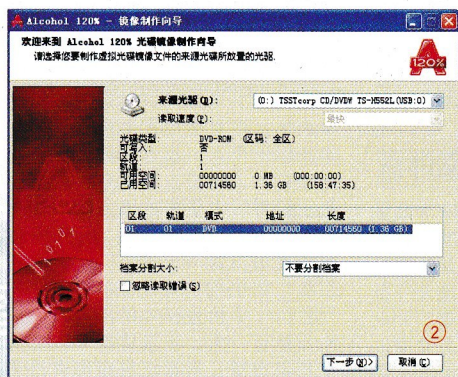 Alcohol 120% - 镜像制作向导
欢迎来到 Alcohol 120% 光碟镜像制作向导
请选择您要制作虚拟光碟镜像文件的来源光碟所放置的光驱.
120%
来源光驱(D): (O:) TSSTcorp CD/DVDW TS-H552L(USB:0)
读取速度(P): 最快
光碟类型: DVD-ROM (区码: 全区)
可写入: 否
区段: 1
轨道: 1
可用空间: 00000000 0 MB (000:00:00)
已用空间: 00714560 1.36 GB (158:47:35)
区段 轨道 模式 地址 长度
01 01 DVD 00000000 00714560 (1.36 GB)
档案分割大小: 不要分割档案
忽略读取错误(S)
②
下一步(N)> 取消(C)